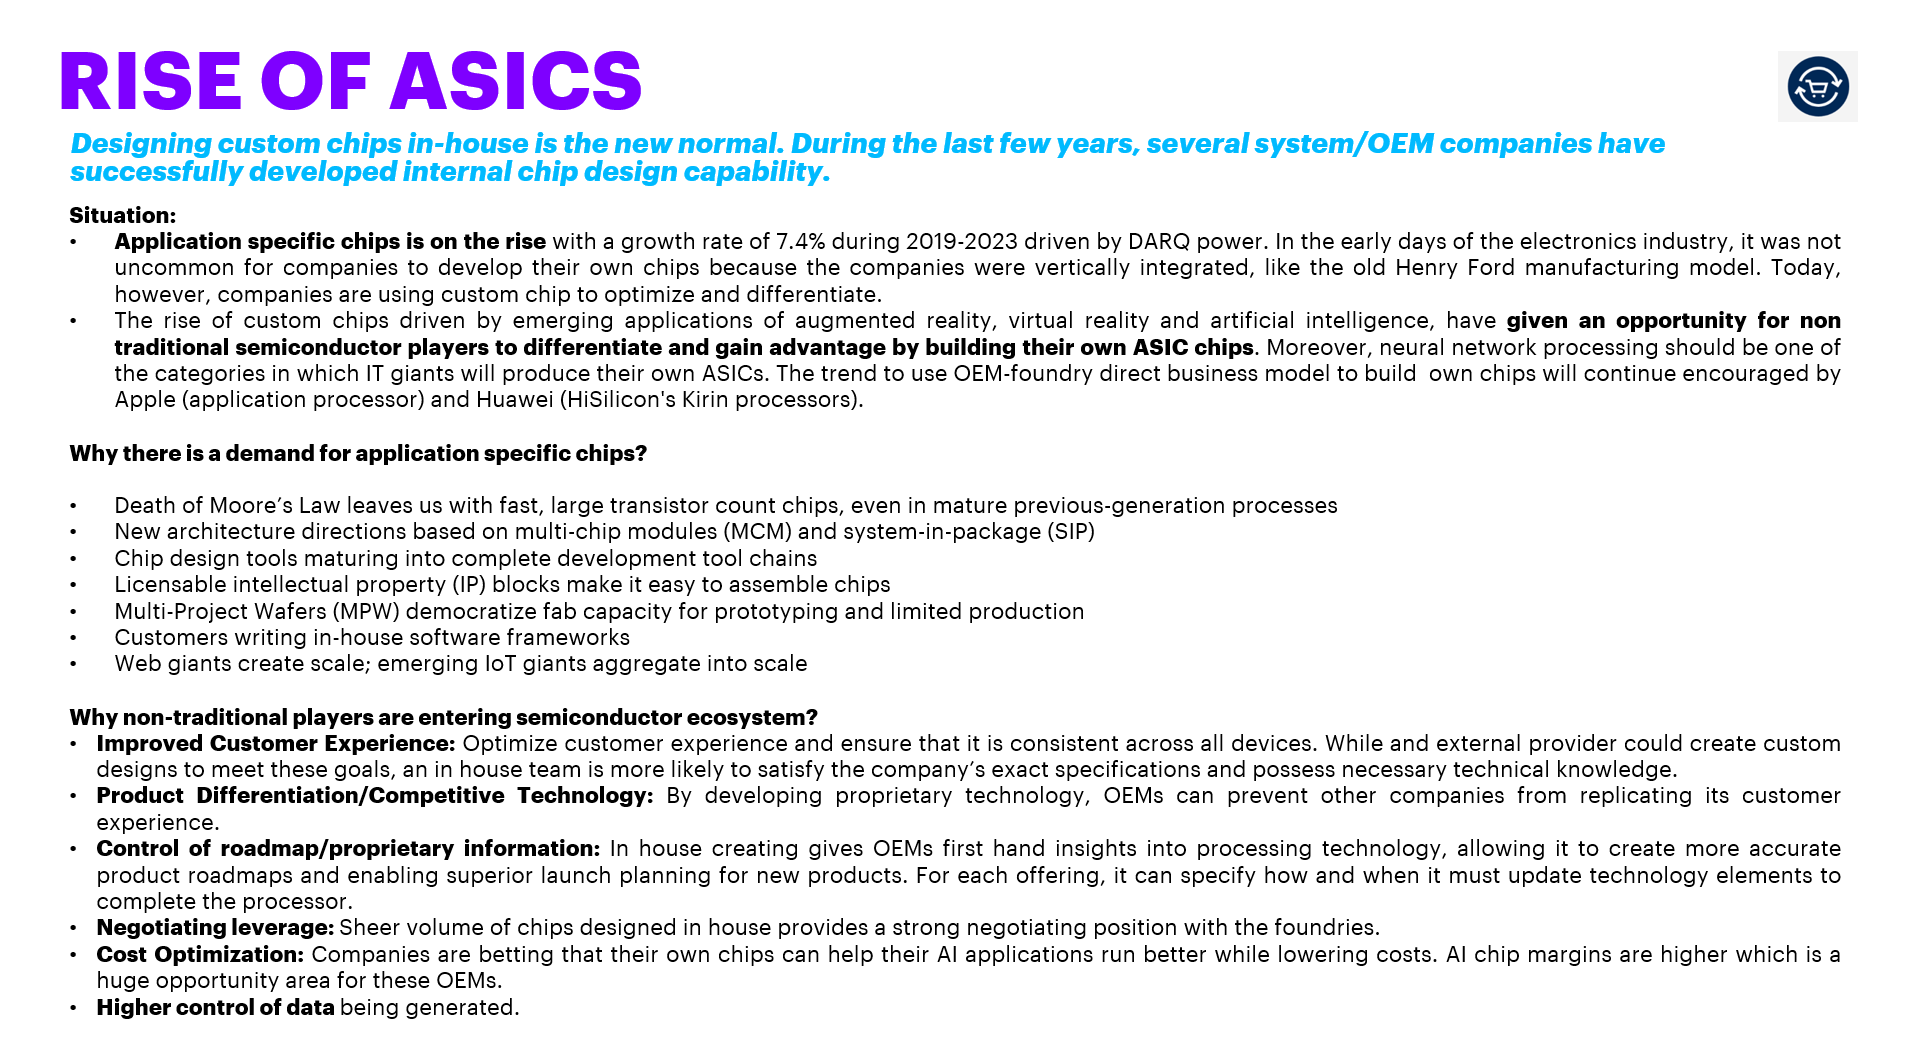 RISE OF ASICS
Designing custom chips in-house is the new normal. During the last few years, several system/OEM companies have
successfully developed internal chip design capability.
Situation:
• Application specific chips is on the rise with a growth rate of 7.4% during 2019-2023 driven by DARQ power. In the early days of the electronics industry, it was not
uncommon for companies to develop their own chips because the companies were vertically integrated, like the old Henry Ford manufacturing model. Today,
however, companies are using custom chip to optimize and differentiate.
• The rise of custom chips driven by emerging applications of augmented reality, virtual reality and artificial intelligence, have given an opportunity for non
traditional semiconductor players to differentiate and gain advantage by building their own ASIC chips. Moreover, neural network processing should be one of
the categories in which IT giants will produce their own ASICs. The trend to use OEM-foundry direct business model to build  own chips will continue encouraged by
Apple (application processor) and Huawei (HiSilicon's Kirin processors).
Why there is a demand for application specific chips?
• Death of Moore’s Law leaves us with fast, large transistor count chips, even in mature previous-generation processes
• New architecture directions based on multi-chip modules (MCM) and system-in-package (SIP)
• Chip design tools maturing into complete development tool chains
• Licensable intellectual property (IP) blocks make it easy to assemble chips
• Multi-Project Wafers (MPW) democratize fab capacity for prototyping and limited production
• Customers writing in-house software frameworks
• Web giants create scale; emerging IoT giants aggregate into scale
Why non-traditional players are entering semiconductor ecosystem?
• Improved Customer Experience: Optimize customer experience and ensure that it is consistent across all devices. While and external provider could create custom
designs to meet these goals, an in house team is more likely to satisfy the company’s exact specifications and possess necessary technical knowledge.
• Product Differentiation/Competitive Technology: By developing proprietary technology, OEMs can prevent other companies from replicating its customer
experience.
• Control of roadmap/proprietary information: In house creating gives OEMs first hand insights into processing technology, allowing it to create more accurate
product roadmaps and enabling superior launch planning for new products. For each offering, it can specify how and when it must update technology elements to
complete the processor.
• Negotiating leverage: Sheer volume of chips designed in house provides a strong negotiating position with the foundries.
• Cost Optimization: Companies are betting that their own chips can help their AI applications run better while lowering costs. AI chip margins are higher which is a
huge opportunity area for these OEMs.
• Higher control of data being generated.